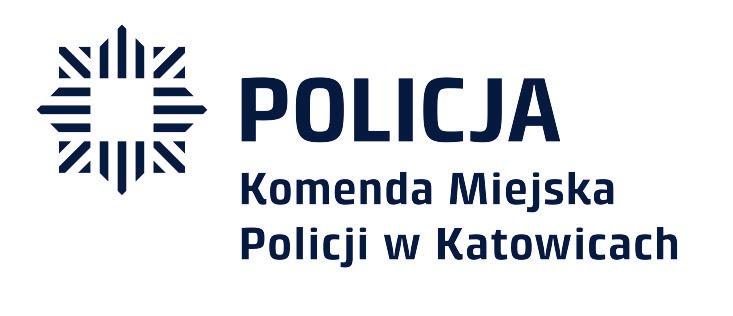 POLICJA
Komenda Miejska
Policji w Katowicach